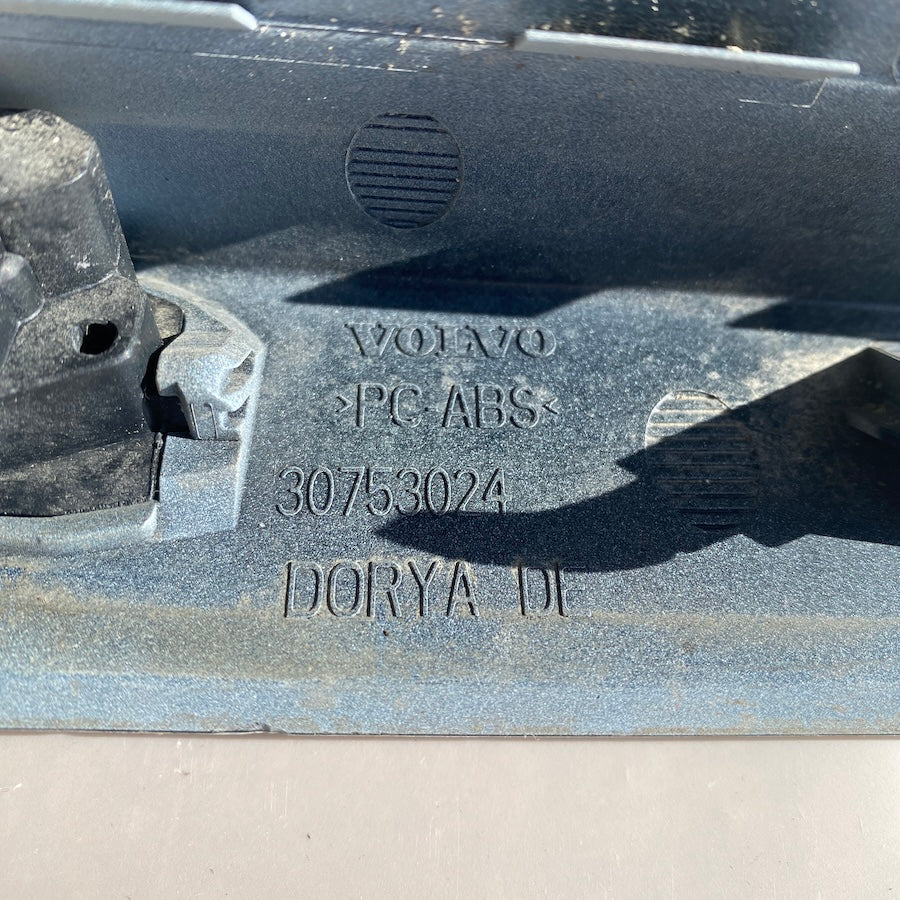 VOLVO
>PC-ABS<
30753024
DORYA DE